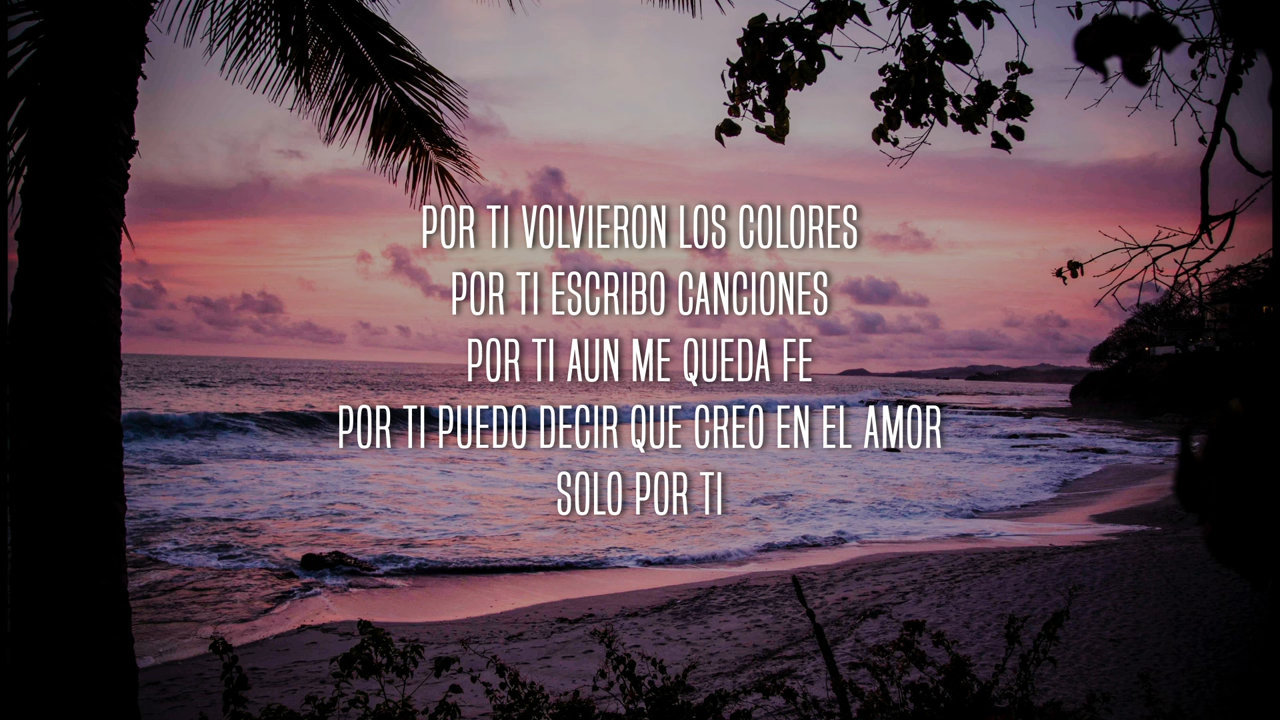 POR TI VOLVIERON LOS COLORES
POR TI ESCRIBO CANCIONES
POR TI AUN ME QUEDA FE
POR TI PUEDO DECIR QUE CREO EN EL AMOR
SOLO POR TI